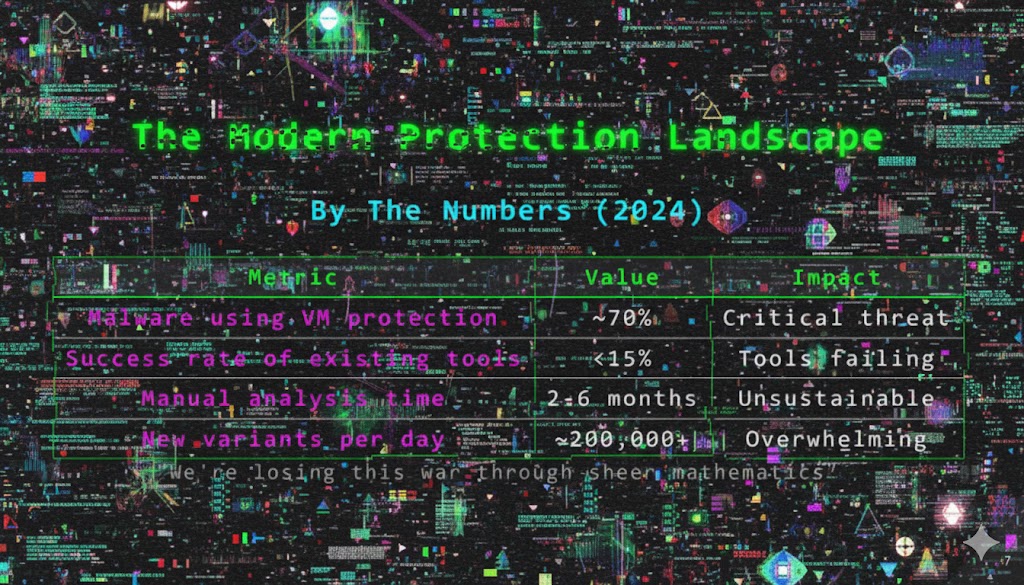 The Modern Protection Landscape
By The Numbers (2024)
Metric Value Impact
Malware using VM protection ~70% Critical threat
Success rate of existing tools <15% Tools failing
Manual analysis time 2-6 months Unsustainable
New variants per day ~200,000+ Overwhelming
"We're losing this war through sheer mathematics"